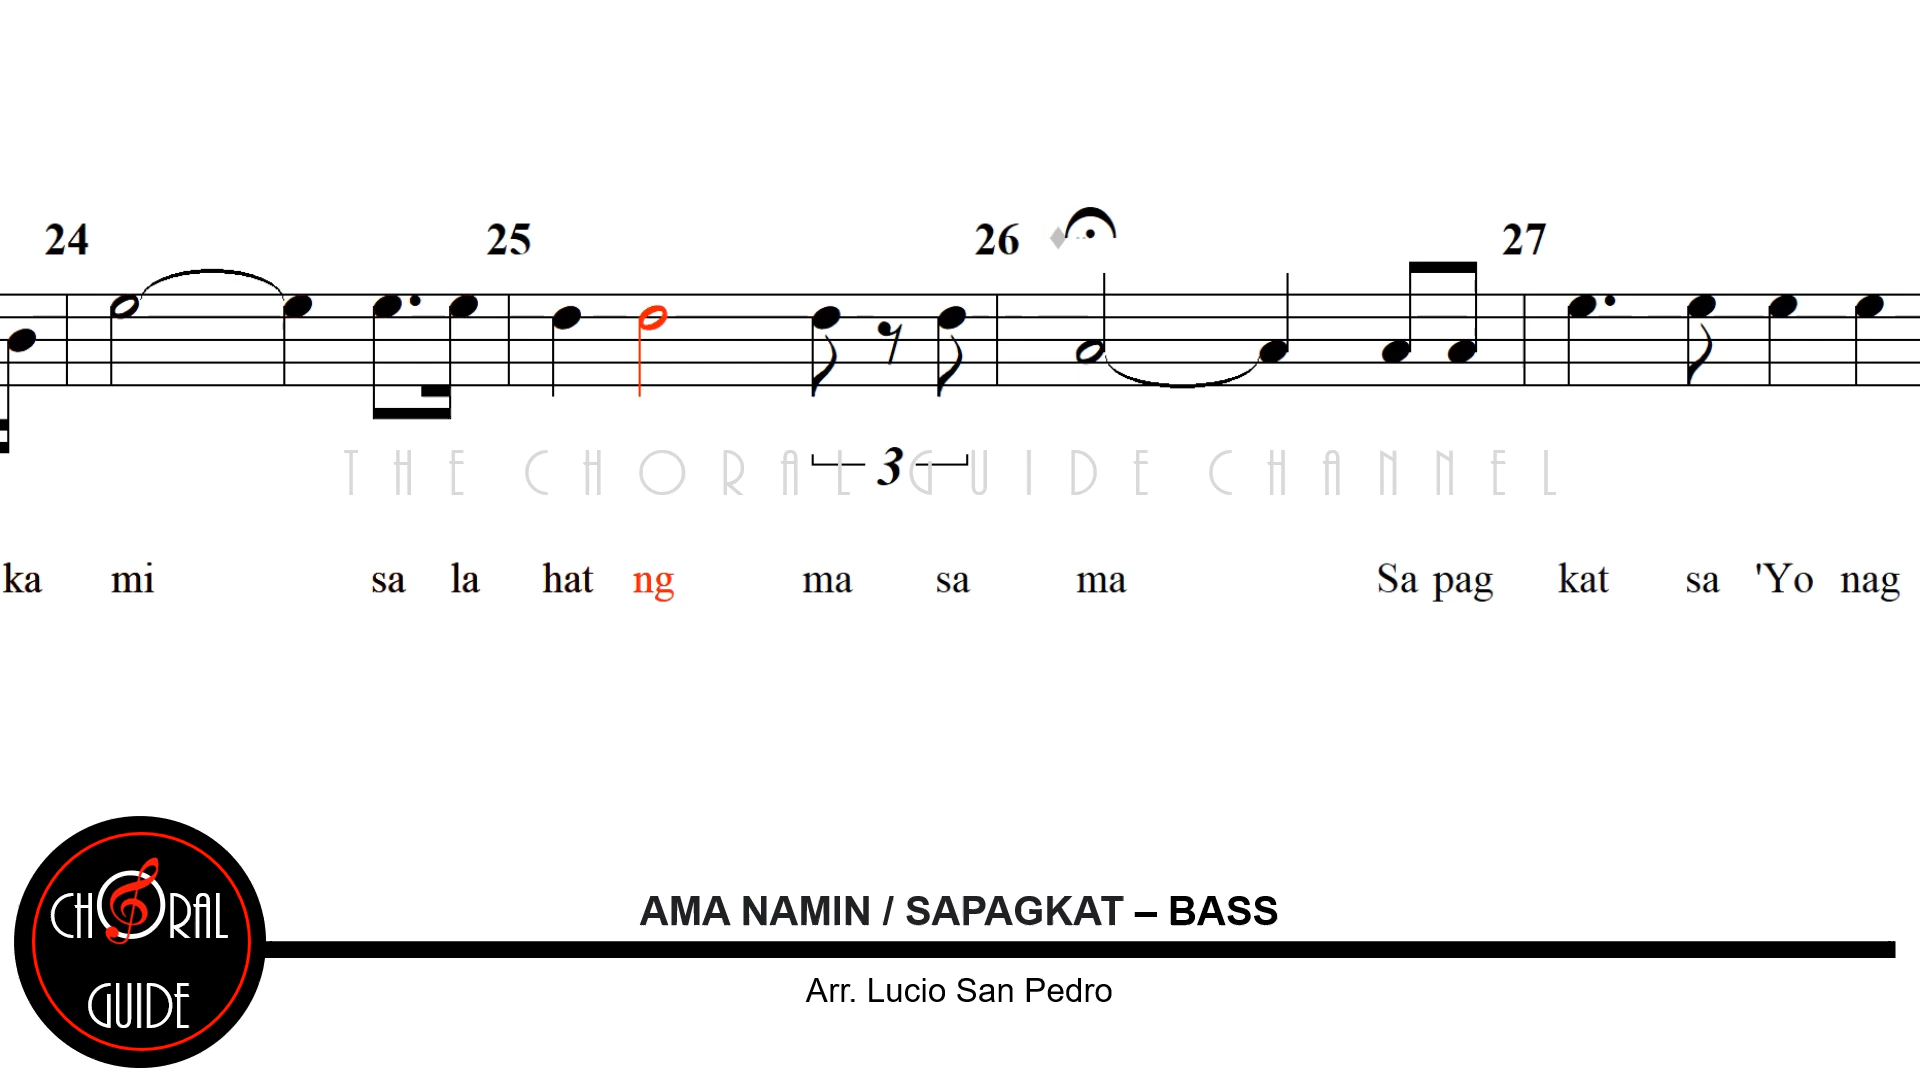 24 25 26 27
3
THE CHORAL GUIDE CHANNEL
ka mi sa la hat ng ma sa ma Sa pag kat sa 'Yo nag
CHORAL
GUIDE
AMA NAMIN / SAPAGKAT – BASS
Arr. Lucio San Pedro